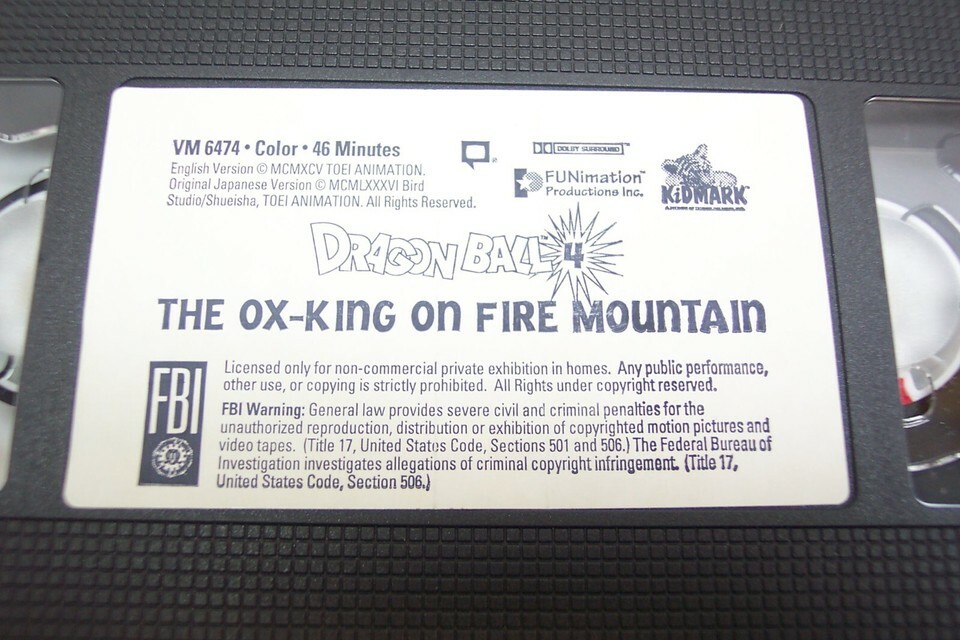 VM 6474 • Color • 46 Minutes
English Version © MCMXCV TOEI ANIMATION.
Original Japanese Version © MCMLXXXVI Bird
Studio/Shueisha, TOEI ANIMATION. All Rights Reserved.
DOLBY SURROUND™
FUNimation™
Productions Inc.
KiDMARK™
DRAGON BALL™ 4
THE OX-KING ON FIRE MOUNTAIN
FBI
Licensed only for non-commercial private exhibition in homes. Any public performance,
other use, or copying is strictly prohibited. All Rights under copyright reserved.
FBI Warning: General law provides severe civil and criminal penalties for the
unauthorized reproduction, distribution or exhibition of copyrighted motion pictures and
video tapes. (Title 17, United States Code, Sections 501 and 506.) The Federal Bureau of
Investigation investigates allegations of criminal copyright infringement. (Title 17,
United States Code, Section 506.)